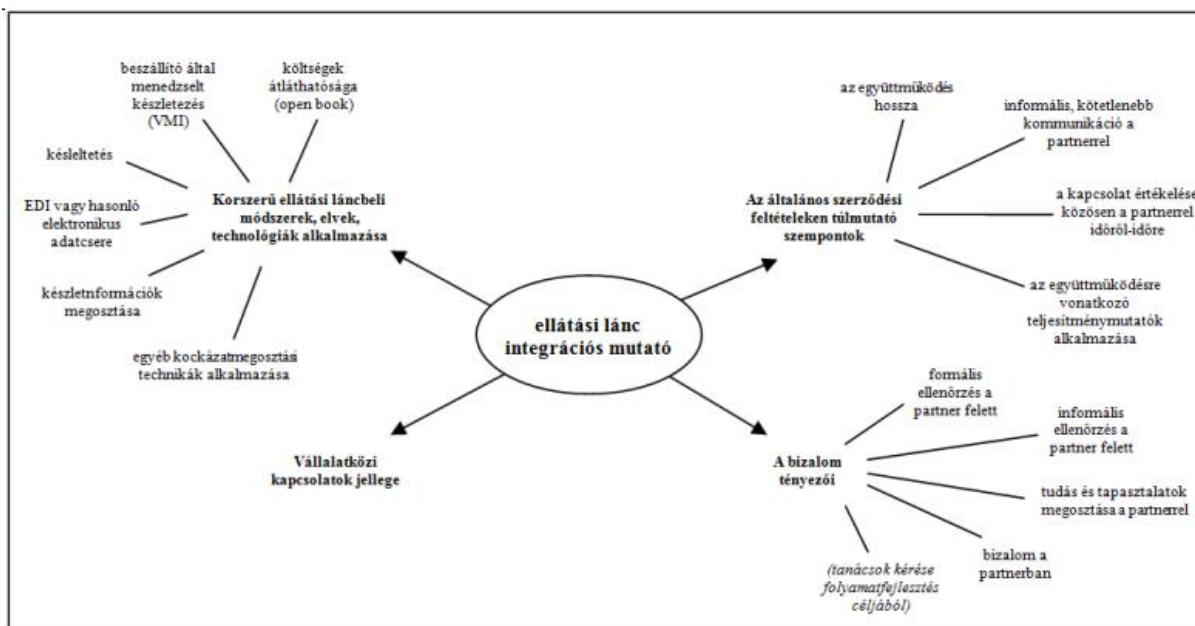 beszállító által
menedzselt
készletezés
(VMI)
költségek
átláthatósága
(open book)
késleltetés
EDI vagy hasonló
elektronikus
adatcsere
készletnformációk
megosztása
egyéb kockázatmegosztási
technikák alkalmazása
Korszerű ellátási láncbeli
módszerek, elvek,
technológiák alkalmazása
az együttműködés
hossza
informális, kötetlenebb
kommunikáció a
partnerrel
a kapcsolat értékelése
közösen a partnerrel
időről-időre
az együttműködésre
vonatkozó
teljesítménymutatók
alkalmazása
Az általános szerződési
feltételeken túlmutató
szempontok
ellátási lánc
integrációs mutató
Vállalatközi
kapcsolatok jellege
A bizalom
tényezői
formális
ellenőrzés a
partner felett
informális
ellenőrzés a
partner felett
tudás és tapasztalatok
megosztása a partnerrel
bizalom a
partnerban
(tanácsok kérése
folyamatfejlesztés
céljából)